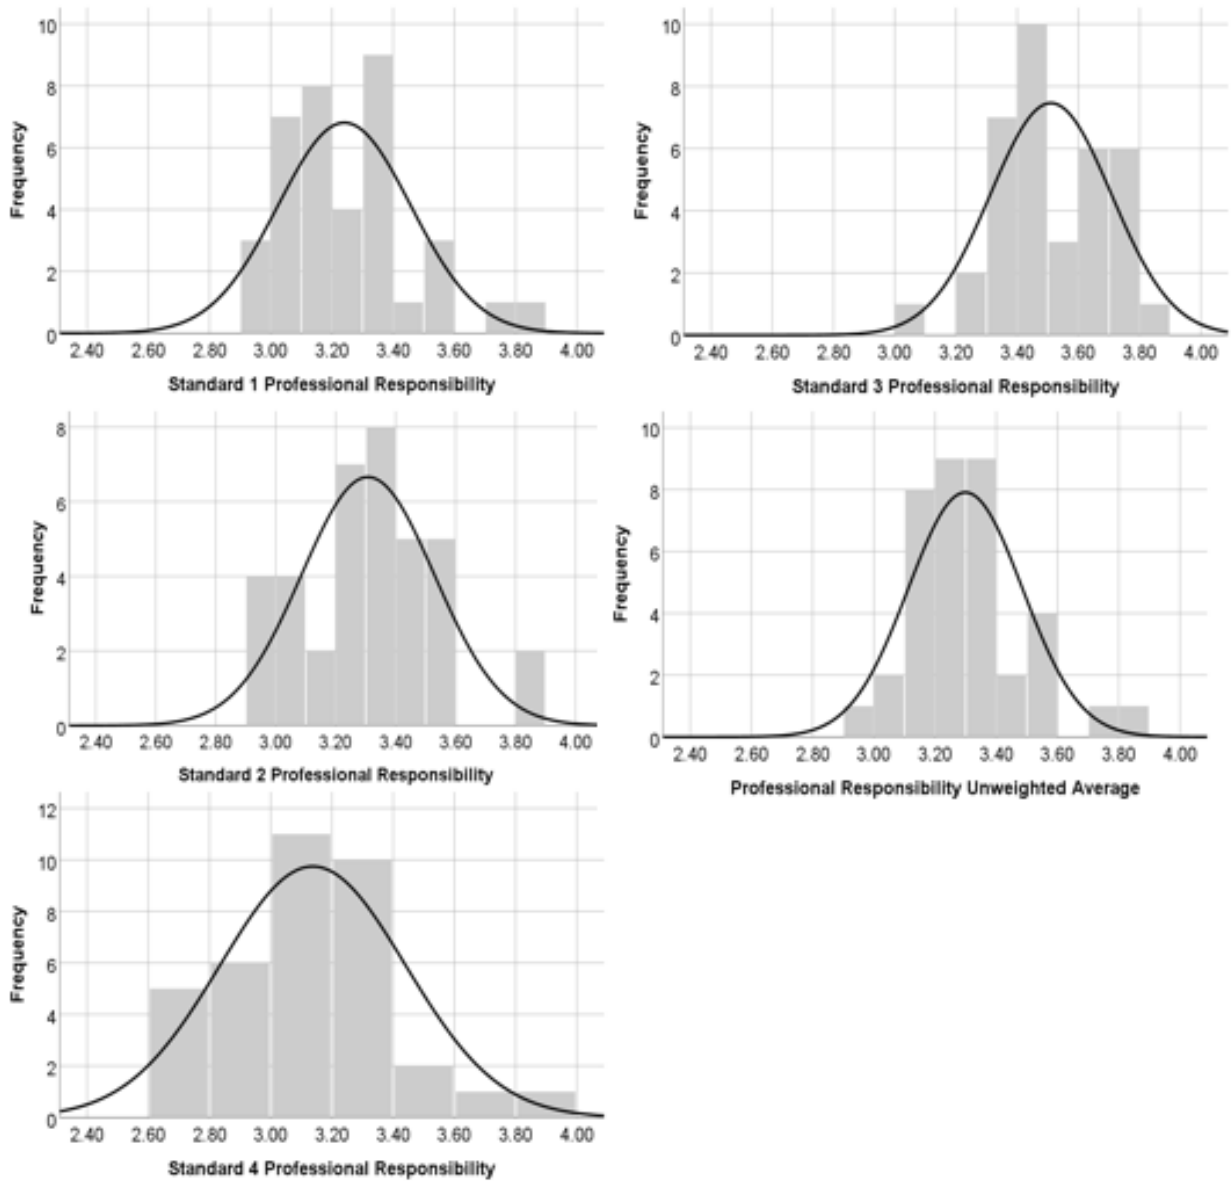 10
8
6
4
2
0
Frequency
2.40 2.60 2.80 3.00 3.20 3.40 3.60 3.80 4.00
Standard 1 Professional Responsibility
10
8
6
4
2
0
Frequency
2.40 2.60 2.80 3.00 3.20 3.40 3.60 3.80 4.00
Standard 3 Professional Responsibility
8
6
4
2
0
Frequency
2.40 2.60 2.80 3.00 3.20 3.40 3.60 3.80 4.00
Standard 2 Professional Responsibility
10
8
6
4
2
0
Frequency
2.40 2.60 2.80 3.00 3.20 3.40 3.60 3.80 4.00
Professional Responsibility Unweighted Average
12
10
8
6
4
2
0
Frequency
2.40 2.60 2.80 3.00 3.20 3.40 3.60 3.80 4.00
Standard 4 Professional Responsibility